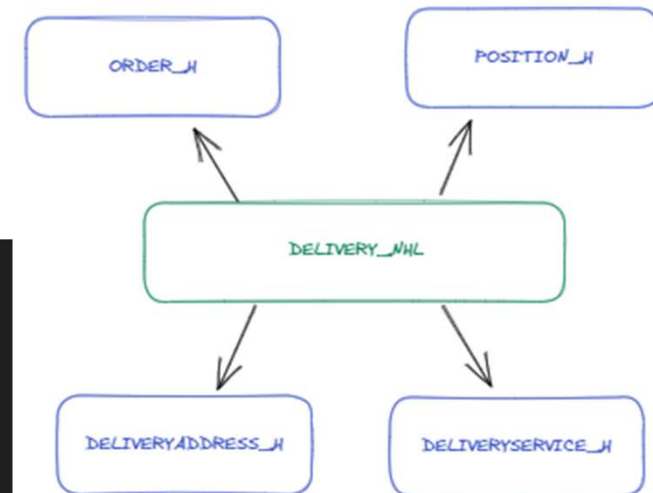 ORDER_H
POSITION_H
DELIVERY_NHL
DELIVERYADDRESS_H
DELIVERYSERVICE_H